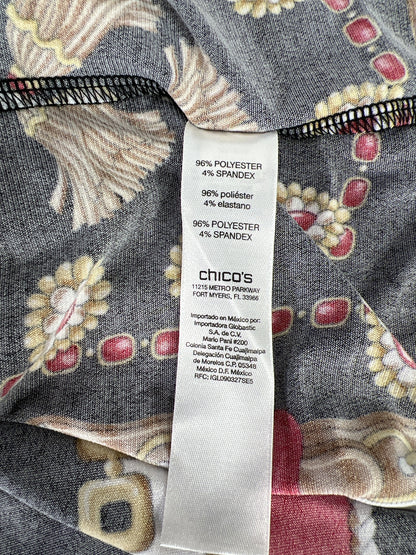 96% POLYESTER
4% SPANDEX
96% poliéster
4% elastano
96% POLYESTER
4% SPANDEX
chico's
11215 METRO PARKWAY
FORT MYERS, FL 33966
Importado en México por:
Importadora Globastic
S.A. de C.V.
Mario Pani #200
Colonia Santa Fe Cuajimalpa
Delegación Cuajimalpa
de Morelos C.P. 05348
México D.F. México
RFC; IGL090327SE5